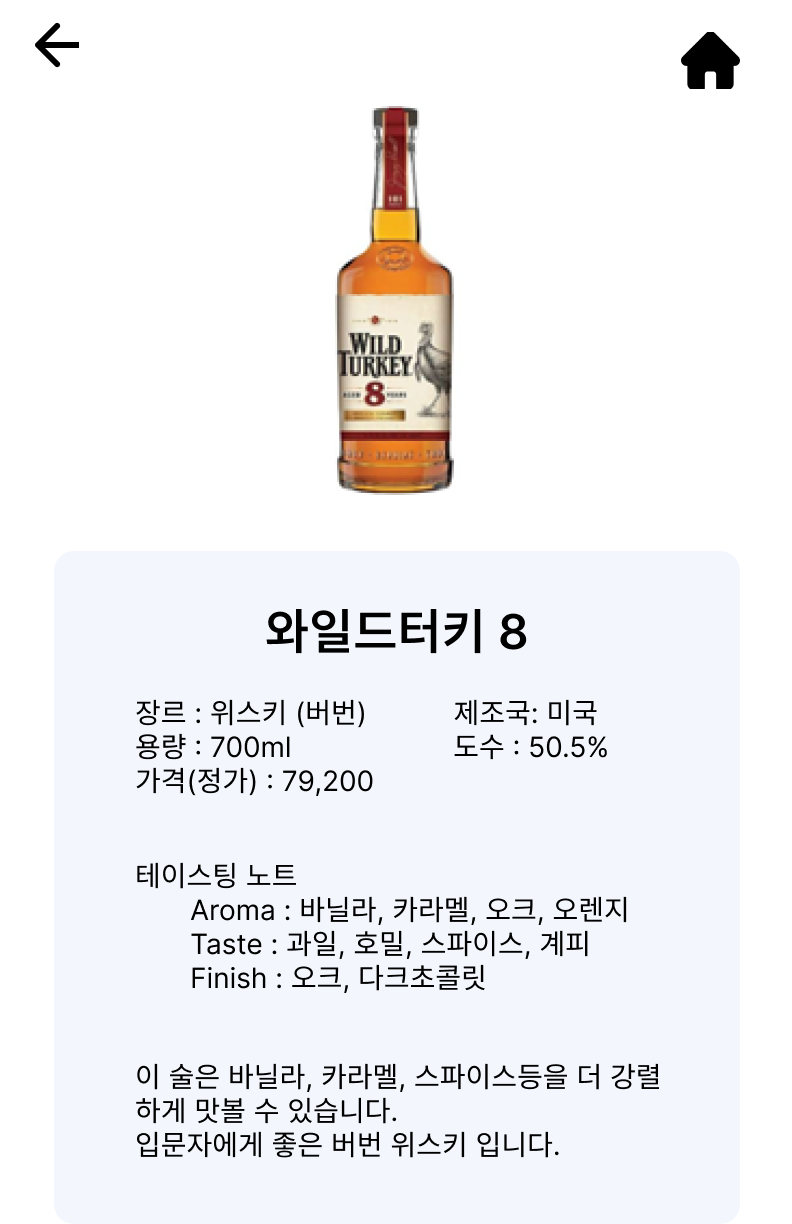 101
WILD
TURKEY
AGED 8 YEARS
와일드터키 8
장르 : 위스키 (버번)
제조국: 미국
용량 : 700ml
도수 : 50.5%
가격(정가) : 79,200
테이스팅 노트
Aroma : 바닐라, 카라멜, 오크, 오렌지
Taste : 과일, 호밀, 스파이스, 계피
Finish : 오크, 다크초콜릿
이 술은 바닐라, 카라멜, 스파이스등을 더 강렬
하게 맛볼 수 있습니다.
입문자에게 좋은 버번 위스키 입니다.